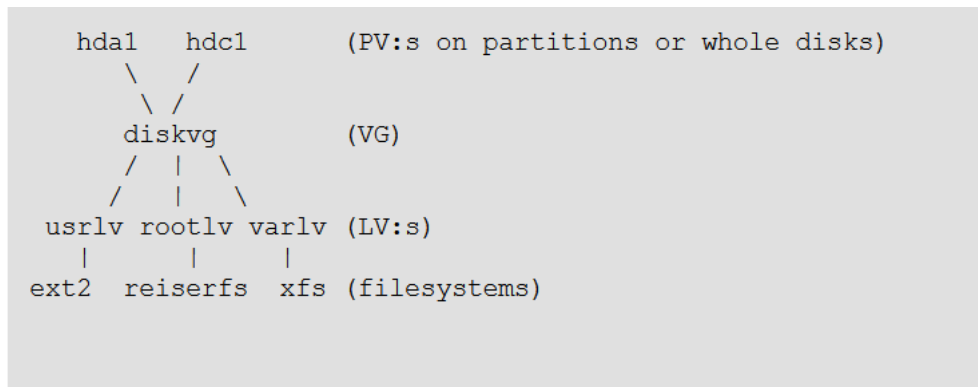 hda1   hdc1      (PV:s on partitions or whole disks)
   \   /
    \ /
   diskvg        (VG)
   /  |  \
  /   |   \
usrlv rootlv varlv (LV:s)
  |      |     |
ext2  reiserfs  xfs (filesystems)